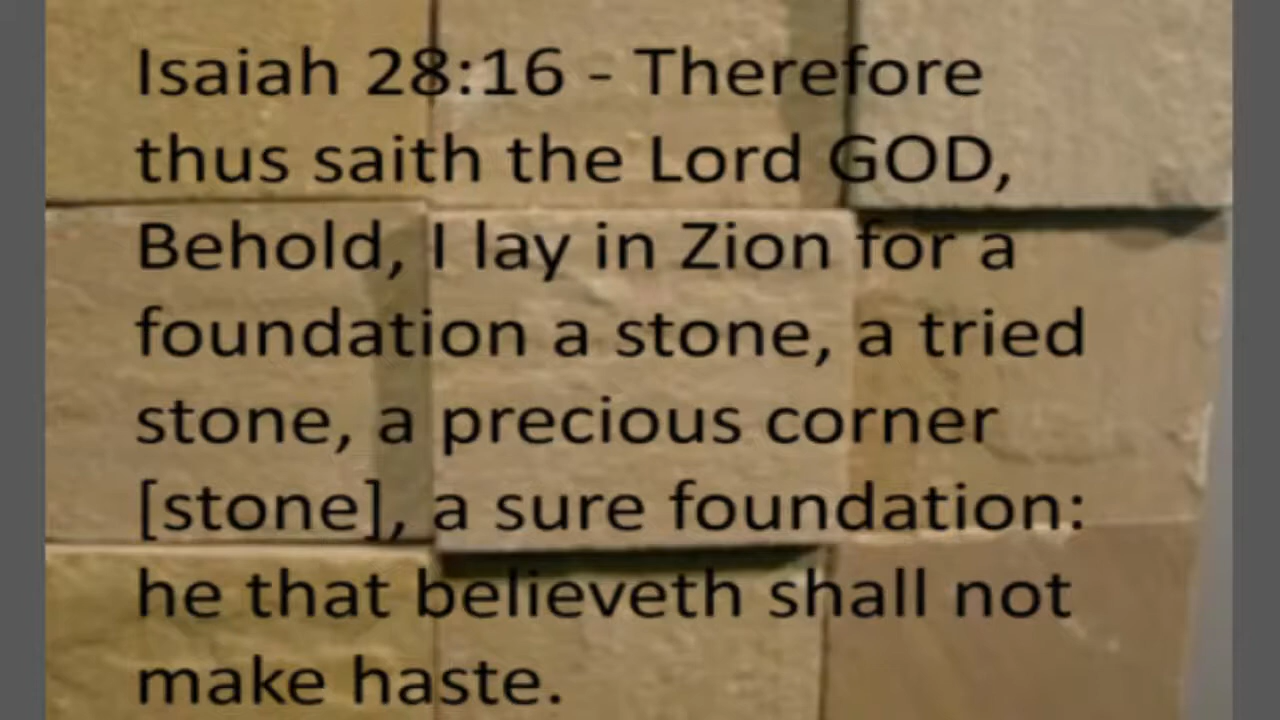 Isaiah 28:16 - Therefore
thus saith the Lord GOD,
Behold, I lay in Zion for a
foundation a stone, a tried
stone, a precious corner
[stone], a sure foundation:
he that believeth shall not
make haste.